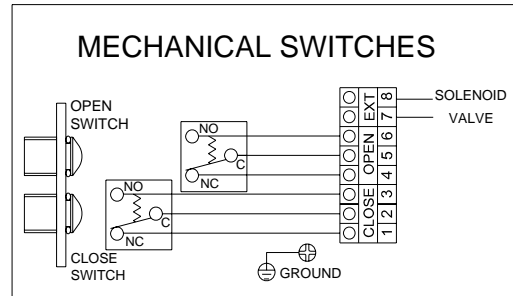 MECHANICAL SWITCHES
OPEN
SWITCH
NO
C
NC
NO
C
NC
CLOSE
SWITCH
GROUND
EXT
OPEN
CLOSE
8
7
6
5
4
3
2
1
SOLENOID
VALVE